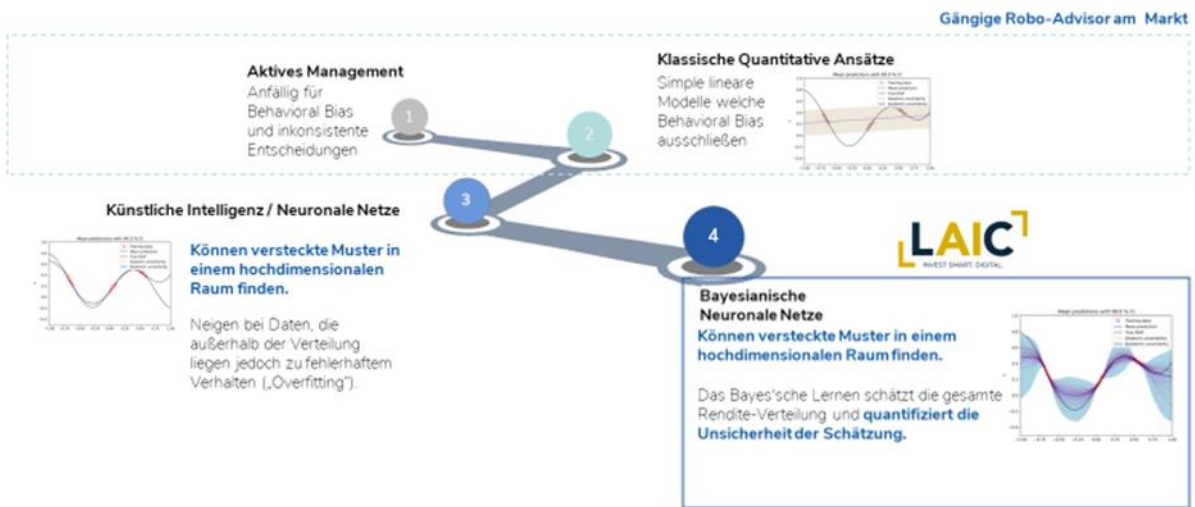 Gängige Robo-Advisor am Markt
Aktives Management
Anfällig für
Behavioral Bias
und inkonsistente
Entscheidungen
1
2
Klassische Quantitative Ansätze
Simple lineare
Modelle welche
Behavioral Bias
ausschließen
Künstliche Intelligenz / Neuronale Netze
Können versteckte Muster in
einem hochdimensionalen
Raum finden.
Neigen bei Daten, die
außerhalb der Verteilung
liegen jedoch zu fehlerhaftem
Verhalten („Overfitting“).
3
4
LAIC
INVEST SMART. DIGITAL.
Bayesianische
Neuronale Netze
Können versteckte Muster in einem
hochdimensionalen Raum finden.
Das Bayes'sche Lernen schätzt die gesamte
Rendite-Verteilung und quantifiziert die
Unsicherheit der Schätzung.